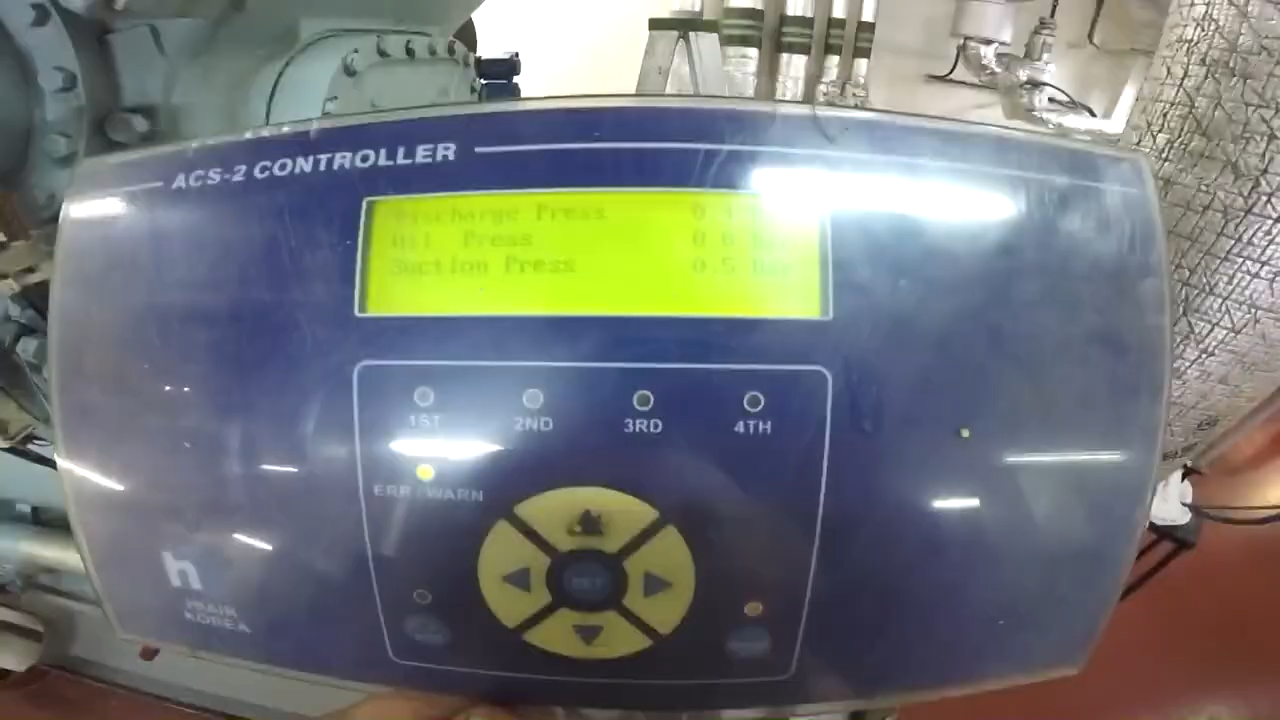 ACS-2 CONTROLLER
Discharge Press
Oil Press
Suction Press 0.5 Bar
1ST 2ND 3RD 4TH
ERR / WARN
SET
KOREA